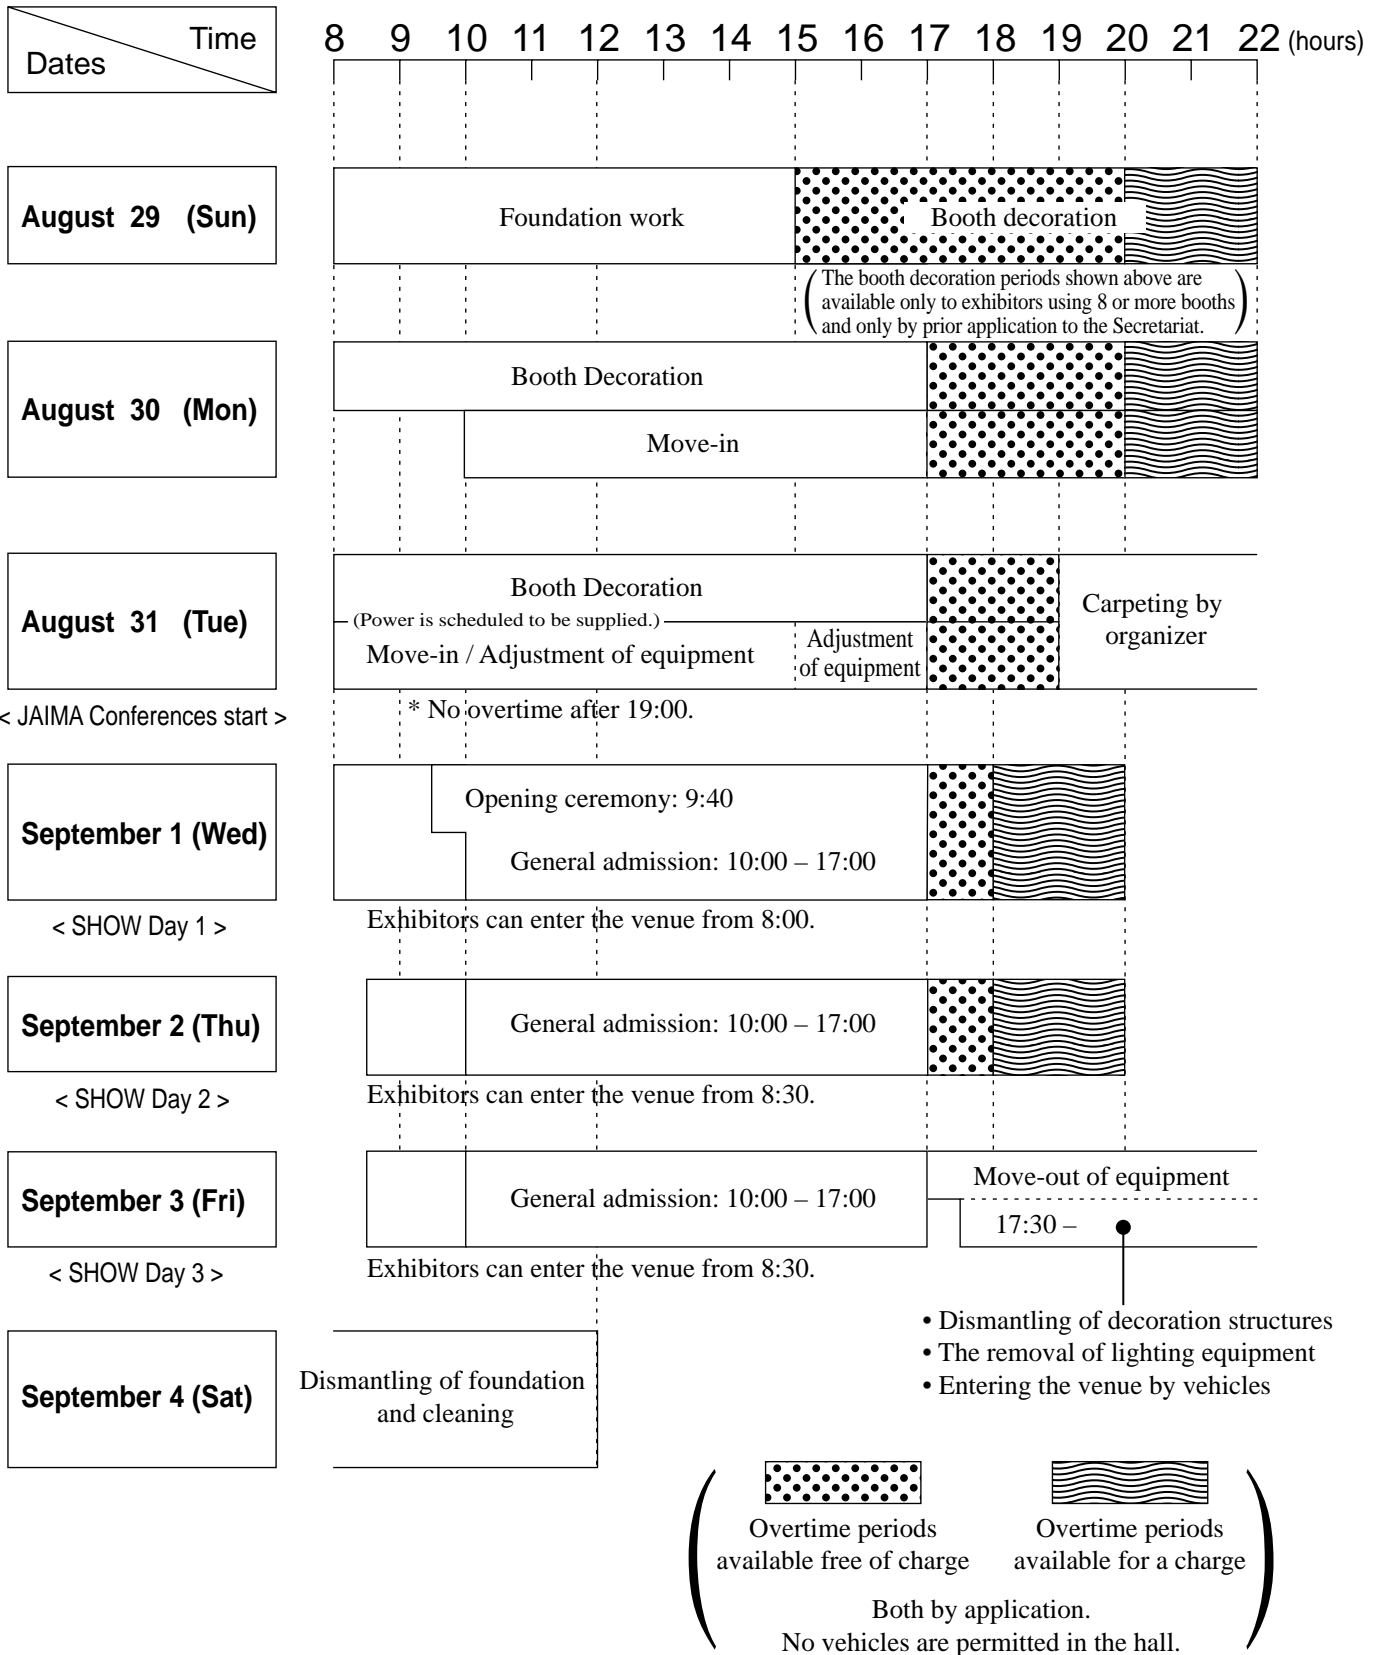 Time
Dates
8 9 10 11 12 13 14 15 16 17 18 19 20 21 22 (hours)
August 29 (Sun)
Foundation work
Booth decoration
(The booth decoration periods shown above are
available only to exhibitors using 8 or more booths
and only by prior application to the Secretariat.)
August 30 (Mon)
Booth Decoration
Move-in
August 31 (Tue)
Booth Decoration
(Power is scheduled to be supplied.)
Move-in / Adjustment of equipment
Adjustment
of equipment
Carpeting by
organizer
< JAIMA Conferences start >
* No overtime after 19:00.
September 1 (Wed)
Opening ceremony: 9:40
General admission: 10:00 – 17:00
< SHOW Day 1 >
Exhibitors can enter the venue from 8:00.
September 2 (Thu)
General admission: 10:00 – 17:00
< SHOW Day 2 >
Exhibitors can enter the venue from 8:30.
September 3 (Fri)
General admission: 10:00 – 17:00
Move-out of equipment
17:30 –
< SHOW Day 3 >
Exhibitors can enter the venue from 8:30.
• Dismantling of decoration structures
• The removal of lighting equipment
• Entering the venue by vehicles
September 4 (Sat)
Dismantling of foundation
and cleaning
Overtime periods
available free of charge
Overtime periods
available for a charge
Both by application.
No vehicles are permitted in the hall.